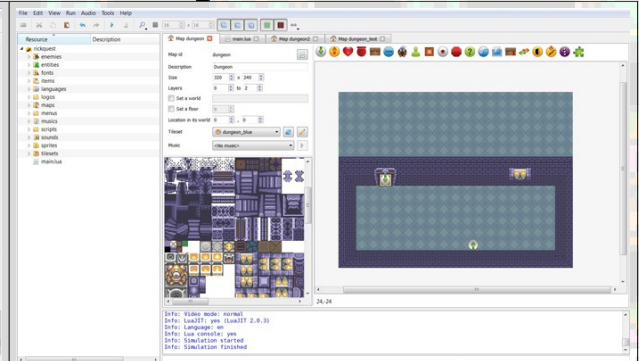 File Edit View Run Audio Tools Help
16 x 16
Resource Description
rickquest
enemies
entities
fonts
items
languages
logos
maps
menus
musics
scripts
sounds
sprites
tilesets
main.lua
Map dungeon main.lua Map dungeon2 Map dungeon_test
Map id dungeon
Description Dungeon
Size 320 x 240
Layers 0 to 2
Set a world
Set a floor 0
Location in its world 0 , 0
Tileset dungeon_blue
Music <No music>
24,-24
Info: Video mode: normal
Info: LuaJIT: yes (LuaJIT 2.0.3)
Info: Language: en
Info: Lua console: yes
Info: Simulation started
Info: Simulation finished